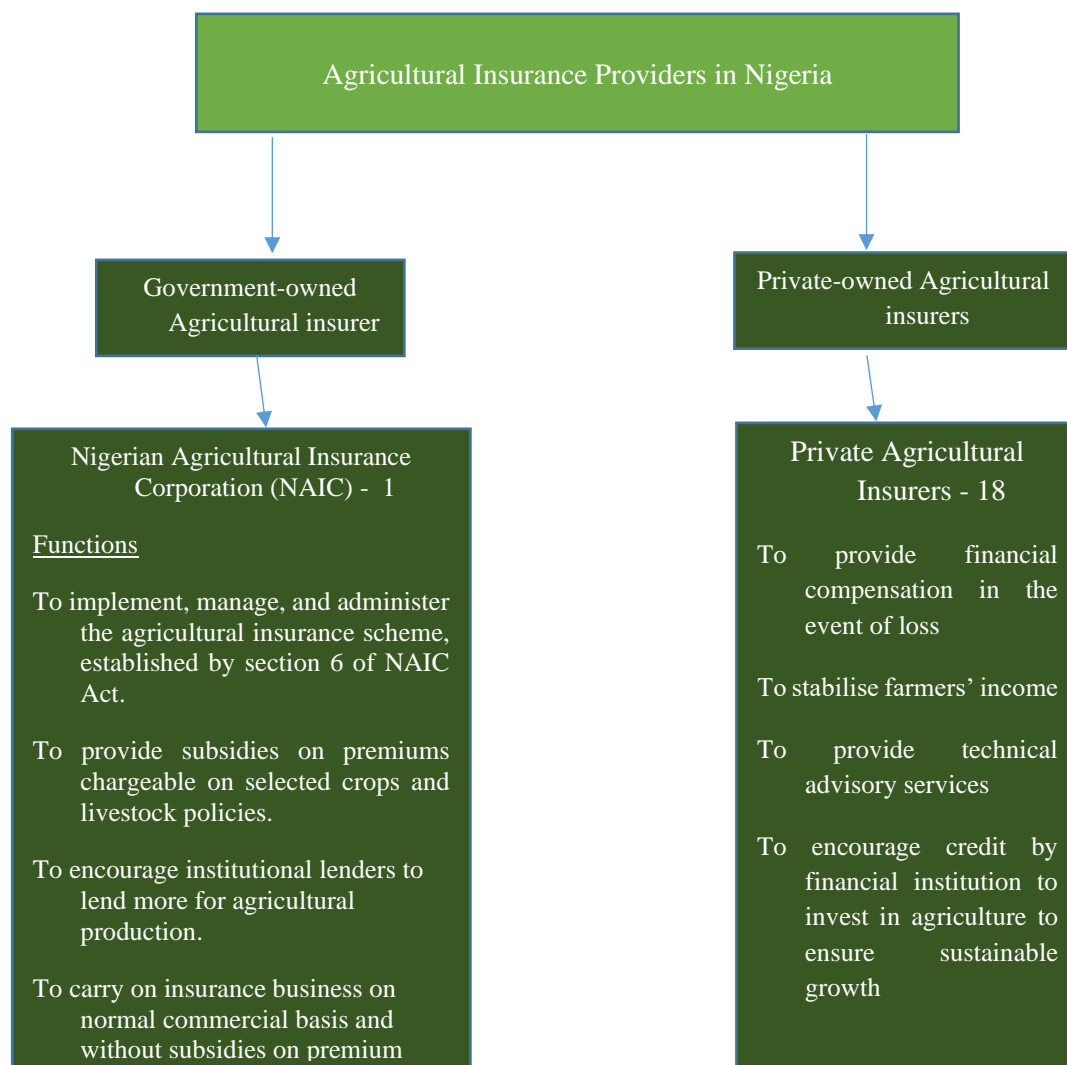 Agricultural Insurance Providers in Nigeria
Government-owned
Agricultural insurer
Private-owned Agricultural
insurers
Nigerian Agricultural Insurance
Corporation (NAIC) - 1
Functions
To implement, manage, and administer
the agricultural insurance scheme,
established by section 6 of NAIC
Act.
To provide subsidies on premiums
chargeable on selected crops and
livestock policies.
To encourage institutional lenders to
lend more for agricultural
production.
To carry on insurance business on
normal commercial basis and
without subsidies on premium
Private Agricultural
Insurers - 18
To provide financial
compensation in the
event of loss
To stabilise farmers’ income
To provide technical
advisory services
To encourage credit by
financial institution to
invest in agriculture to
ensure sustainable
growth